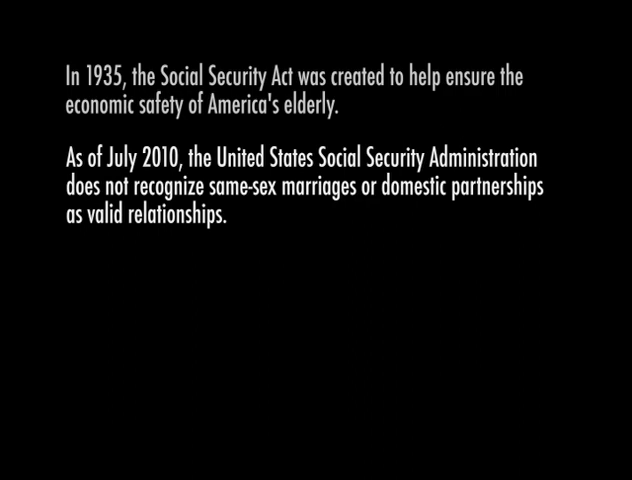 In 1935, the Social Security Act was created to help ensure the
economic safety of America's elderly.
As of July 2010, the United States Social Security Administration
does not recognize same-sex marriages or domestic partnerships
as valid relationships.